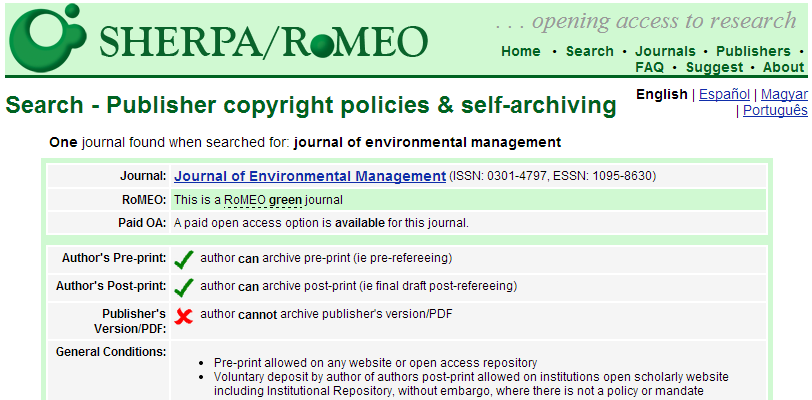 . . . opening access to research
SHERPA/RoMEO
Home • Search • Journals • Publishers •
FAQ • Suggest • About
English | Español | Magyar
| Português
Search - Publisher copyright policies & self-archiving
One journal found when searched for: journal of environmental management
Journal: Journal of Environmental Management (ISSN: 0301-4797, ESSN: 1095-8630)
RoMEO: This is a RoMEO green journal
Paid OA: A paid open access option is available for this journal.
Author's Pre-print: author can archive pre-print (ie pre-refereeing)
Author's Post-print: author can archive post-print (ie final draft post-refereeing)
Publisher's Version/PDF: author cannot archive publisher's version/PDF
General Conditions:
• Pre-print allowed on any website or open access repository
• Voluntary deposit by author of authors post-print allowed on institutions open scholarly website
including Institutional Repository, without embargo, where there is not a policy or mandate